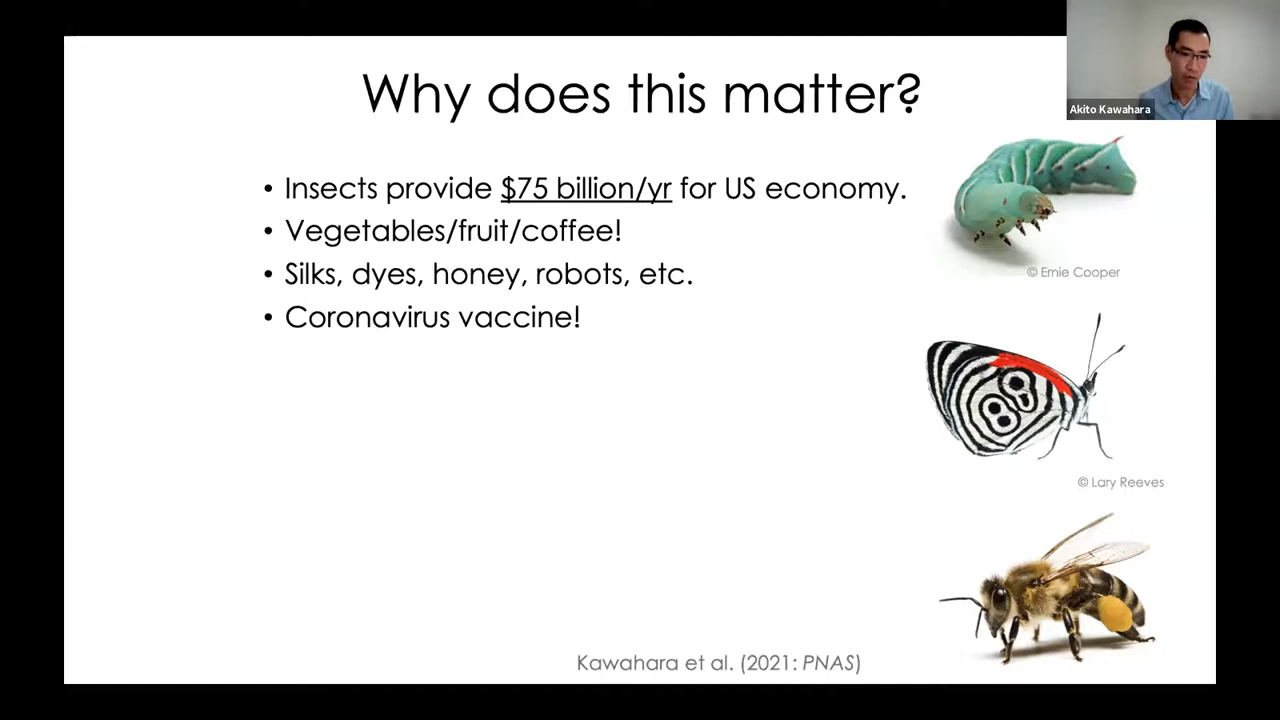 Why does this matter?
Akito Kawahara
• Insects provide $75 billion/yr for US economy.
• Vegetables/fruit/coffee!
• Silks, dyes, honey, robots, etc.
• Coronavirus vaccine!
© Ernie Cooper
© Lary Reeves
Kawahara et al. (2021: PNAS)